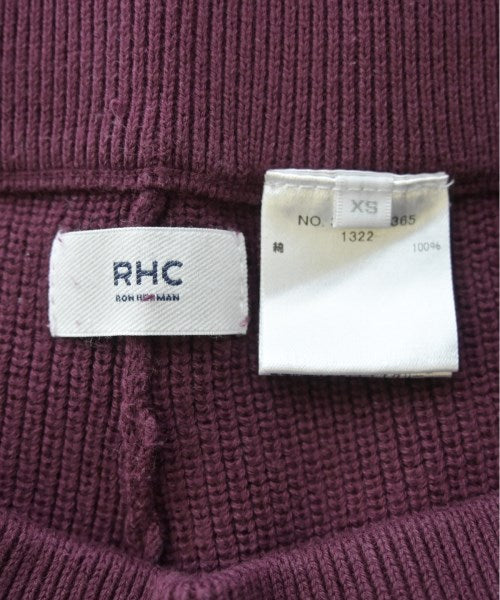 RHC
RON HERMAN
XS
NO. 365
1322
綿 100%